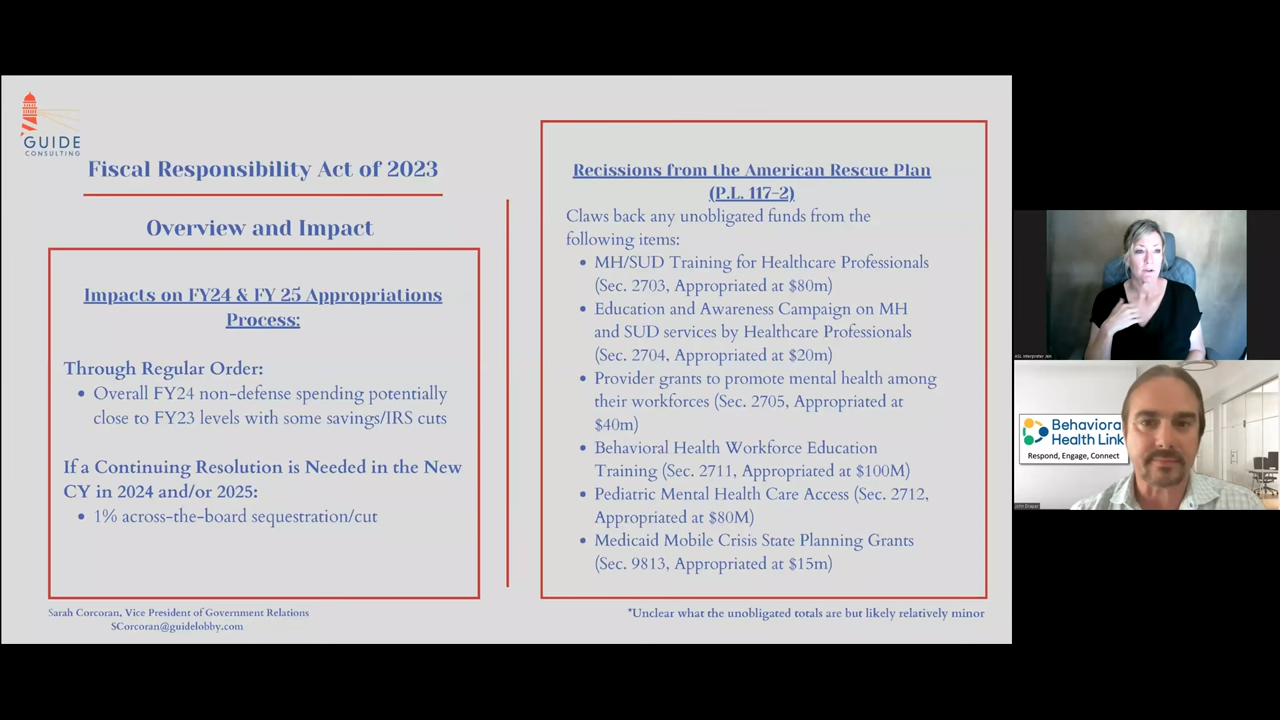 GUIDE
CONSULTING
Fiscal Responsibility Act of 2023
Overview and Impact
Impacts on FY24 & FY 25 Appropriations
Process:
Through Regular Order:
• Overall FY24 non-defense spending potentially
close to FY23 levels with some savings/IRS cuts
If a Continuing Resolution is Needed in the New
CY in 2024 and/or 2025:
• 1% across-the-board sequestration/cut
Sarah Corcoran, Vice President of Government Relations
SCorcoran@guidelobby.com
Recissions from the American Rescue Plan
(P.L. 117-2)
Claws back any unobligated funds from the
following items:
• MH/SUD Training for Healthcare Professionals
(Sec. 2703, Appropriated at $80m)
• Education and Awareness Campaign on MH
and SUD services by Healthcare Professionals
(Sec. 2704, Appropriated at $20m)
• Provider grants to promote mental health among
their workforces (Sec. 2705, Appropriated at
$40m)
• Behavioral Health Workforce Education
Training (Sec. 2711, Appropriated at $100M)
• Pediatric Mental Health Care Access (Sec. 2712,
Appropriated at $80M)
• Medicaid Mobile Crisis State Planning Grants
(Sec. 9813, Appropriated at $15m)
*Unclear what the unobligated totals are but likely relatively minor
ASL Interpreter Jen
Behaviora
Health Link
Respond, Engage, Connect
John Draper